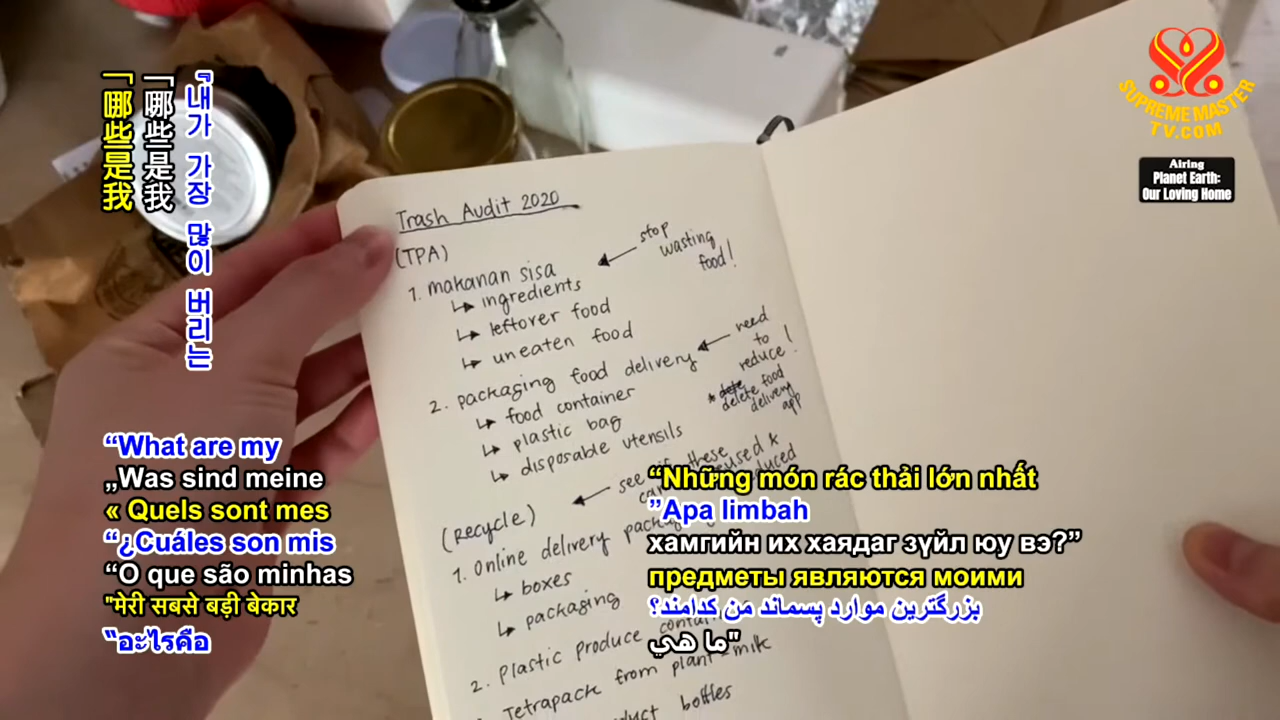 SUPREME MASTER
TV.COM
Airing
Planet Earth:
Our Loving Home
『내가 가장 많이 버리는
「哪些是我
「哪些是我
Trash Audit 2020
(TPA)
1. makanan sisa
↳ ingredients
↳ leftover food
↳ uneaten food
stop
wasting
food!
2. packaging food delivery
↳ food container
↳ plastic bag
↳ disposable utensils
need
to
reduce!
delete food
delivery
app
(recycle)
see if these
1. Online delivery
↳ boxes
↳ packaging
2. Plastic produce
Tetrapack from plant-milk
bottles
“What are my
„Was sind meine
« Quels sont mes
“¿Cuáles son mis
“O que são minhas
"मेरी सबसे बड़ी बेकार
“อะไรคือ
“Những món rác thải lớn nhất
”Apa limbah
хамгийн их хаядаг зүйл юу вэ?”
предметы являются моими
بزرگترین موارد پسماند من کدامند؟
"ما هي